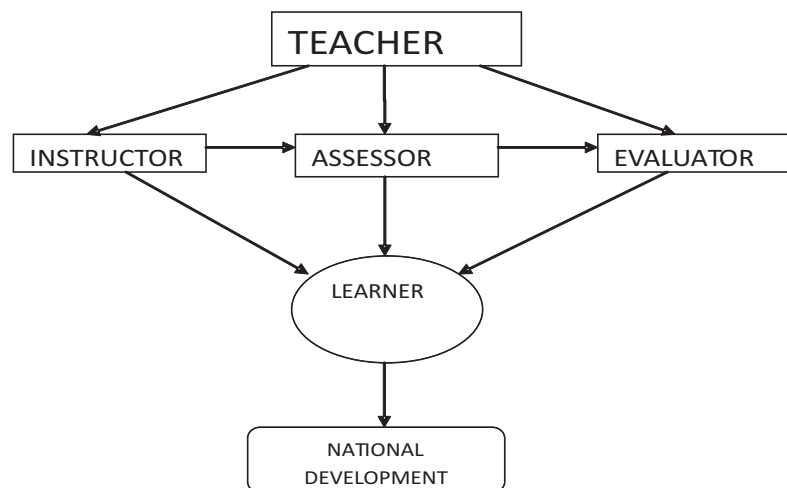 TEACHER
INSTRUCTOR
ASSESSOR
EVALUATOR
LEARNER
NATIONAL
DEVELOPMENT